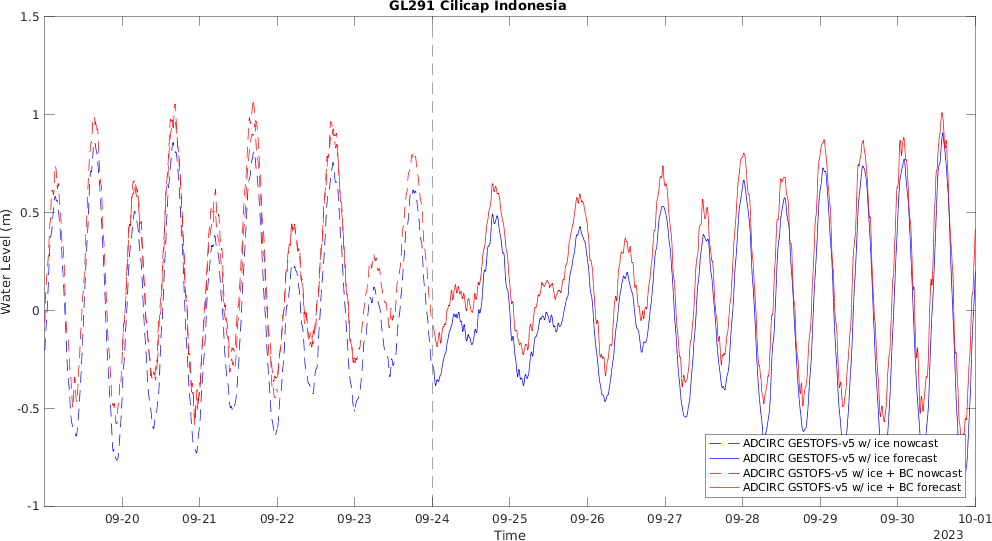 GL291 Cilicap Indonesia
1.5
1
0.5
0
-0.5
-1
Water Level (m)
ADCIRC GESTOFS-v5 w/ ice nowcast
ADCIRC GESTOFS-v5 w/ ice forecast
ADCIRC GSTOFS-v5 w/ ice + BC nowcast
ADCIRC GSTOFS-v5 w/ ice + BC forecast
09-20 09-21 09-22 09-23 09-24 09-25 09-26 09-27 09-28 09-29 09-30 10-01
Time
2023